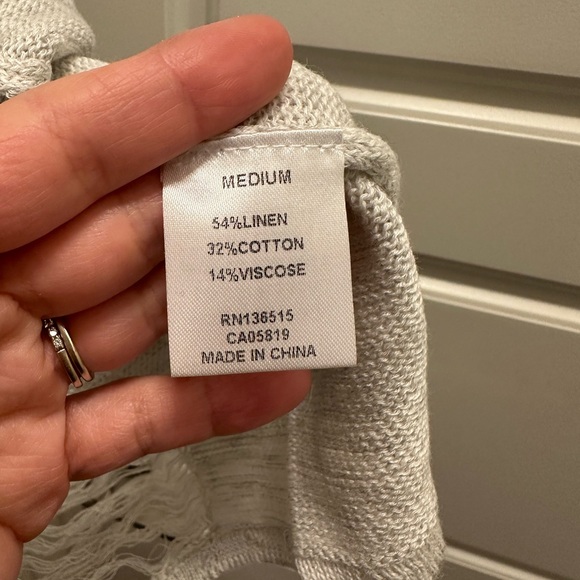 MEDIUM
54%LINEN
32%COTTON
14%VISCOSE
RN136515
CA05819
MADE IN CHINA